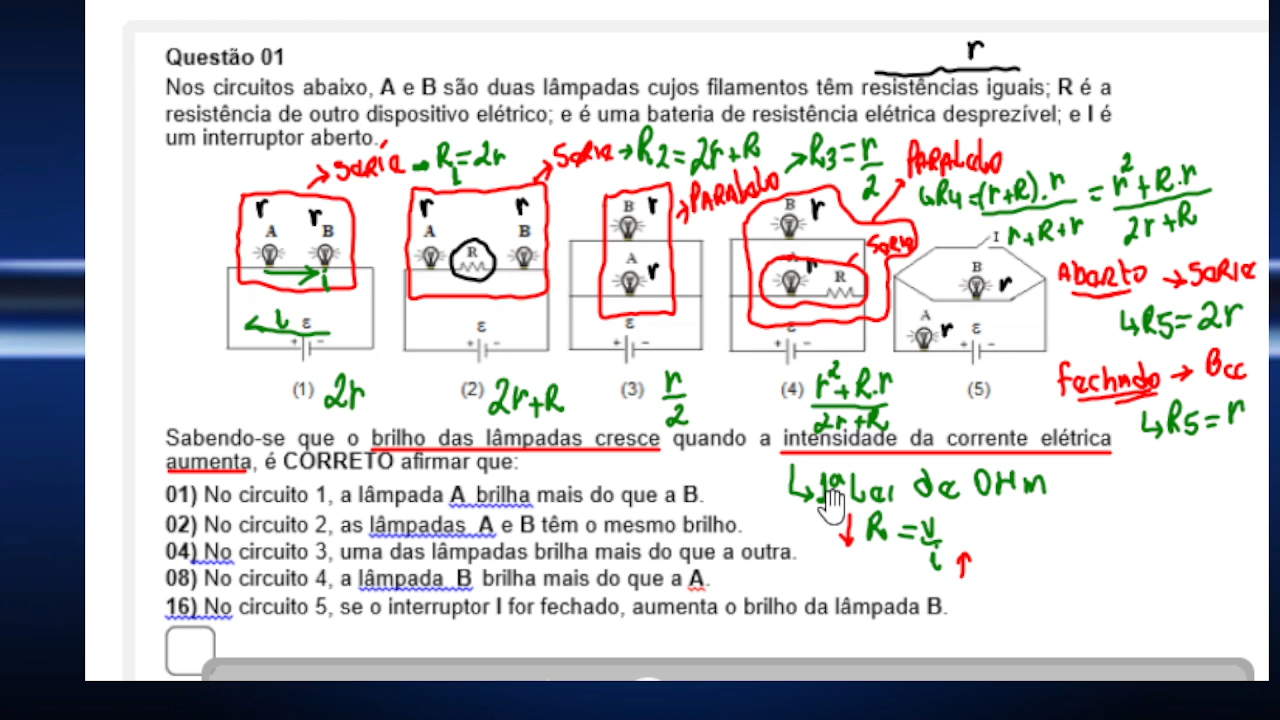 Questão 01
r
Nos circuitos abaixo, A e B são duas lâmpadas cujos filamentos têm resistências iguais; R é a
resistência de outro dispositivo elétrico; e é uma bateria de resistência elétrica desprezível; e I é
um interruptor aberto.
SeRIe → R1 = 2r
SeRIe → R2 = 2r+R
PARALeLO → R3 = r/2
PARALeLO
R4 = (r+R).r / r+R+r = r²+R.r / 2r+R
r r A B i i ε + -
r r A R B ε + -
B r A r ε + -
B r SeRIe r R ε + -
I B r A r ε + -
AbeRTO → SeRIe
R5 = 2r
fechado → Bcc
R5 = r
(1) 2r (2) 2r+R (3) r/2 (4) r²+R.r / 2r+R (5)
Sabendo-se que o brilho das lâmpadas cresce quando a intensidade da corrente elétrica
aumenta, é CORRETO afirmar que:
1ª Lei de OHM
↓ R = V/i ↑
01) No circuito 1, a lâmpada A brilha mais do que a B.
02) No circuito 2, as lâmpadas A e B têm o mesmo brilho.
04) No circuito 3, uma das lâmpadas brilha mais do que a outra.
08) No circuito 4, a lâmpada B brilha mais do que a A.
16) No circuito 5, se o interruptor I for fechado, aumenta o brilho da lâmpada B.